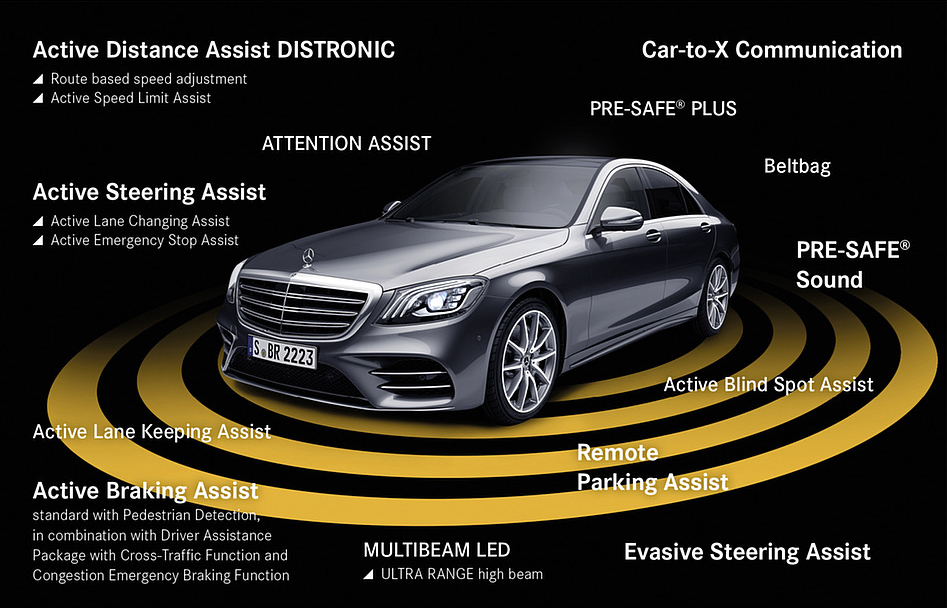 Active Distance Assist DISTRONIC
Route based speed adjustment
Active Speed Limit Assist
Car-to-X Communication
PRE-SAFE® PLUS
ATTENTION ASSIST
Beltbag
Active Steering Assist
Active Lane Changing Assist
Active Emergency Stop Assist
PRE-SAFE®
Sound
S BR 2223
Active Blind Spot Assist
Active Lane Keeping Assist
Remote
Parking Assist
Active Braking Assist
standard with Pedestrian Detection,
in combination with Driver Assistance
Package with Cross-Traffic Function and
Congestion Emergency Braking Function
MULTIBEAM LED
ULTRA RANGE high beam
Evasive Steering Assist